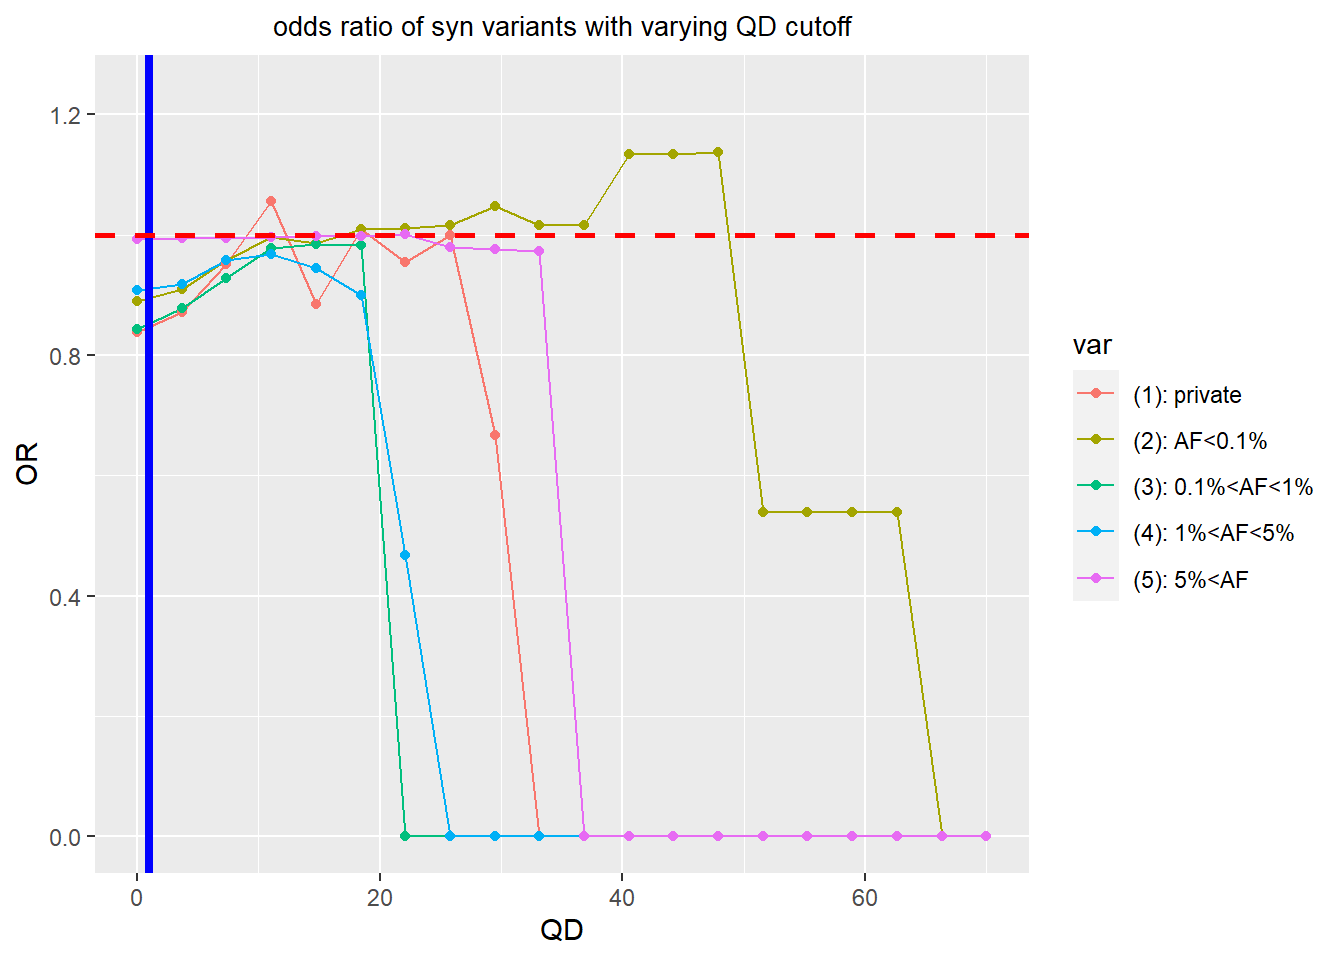 odds ratio of syn variants with varying QD cutoff
1.2
0.8
0.4
0.0
OR
0
20
40
60
QD
var
(1): private
(2): AF<0.1%
(3): 0.1%<AF<1%
(4): 1%<AF<5%
(5): 5%<AF